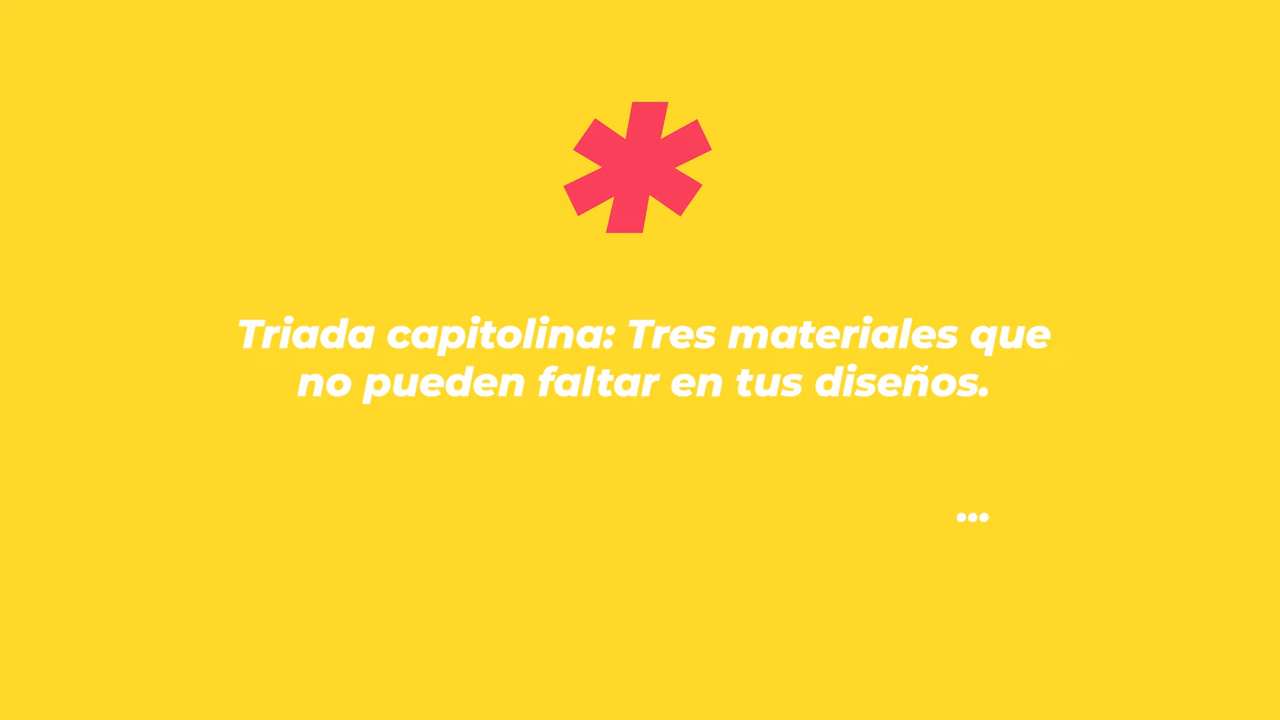 Triada capitolina: Tres materiales que
no pueden faltar en tus diseños.
...